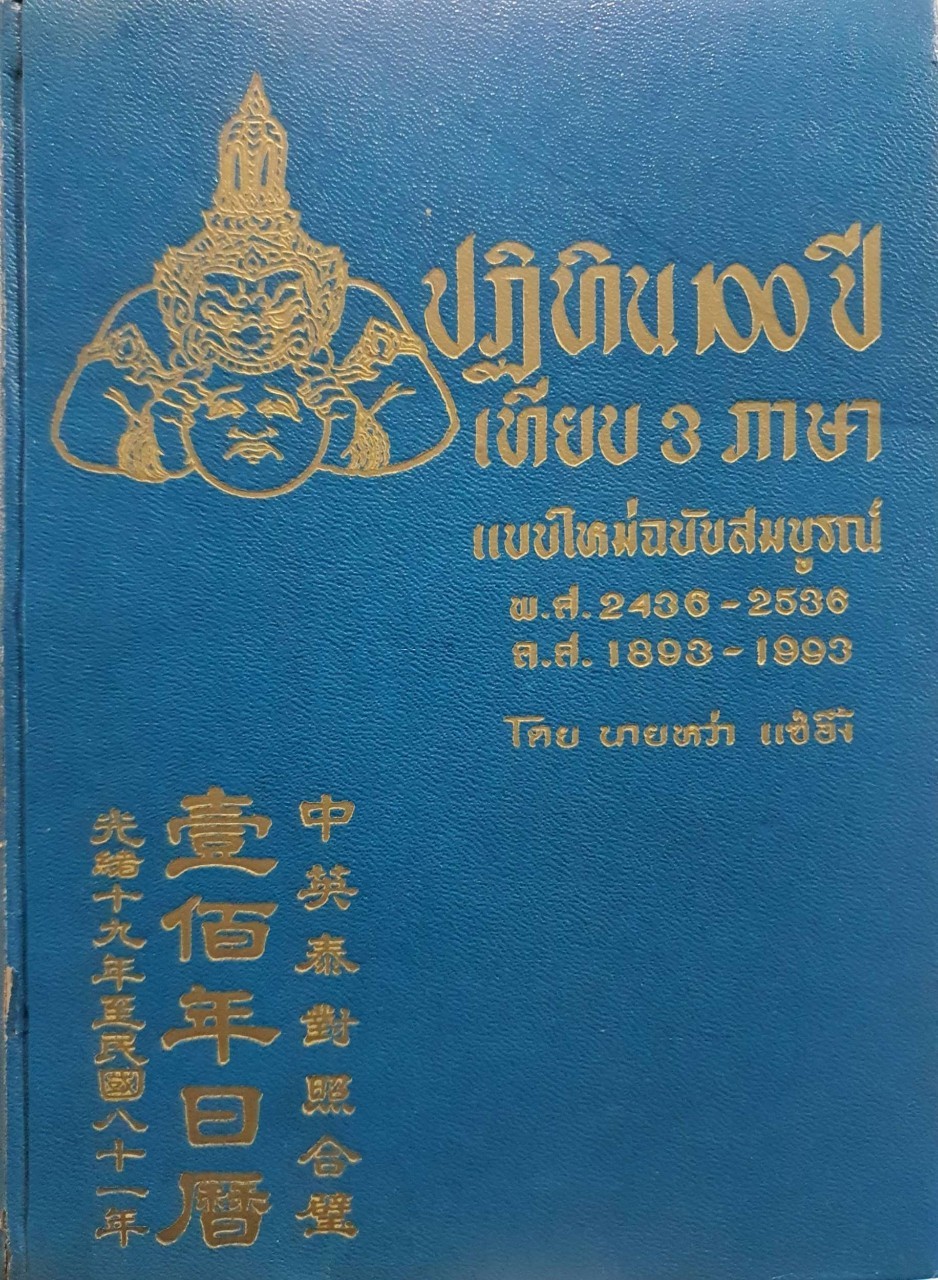 ปฏิทิน 100 ปี
เทียบ 3 ภาษา
แบบใหม่ฉบับสมบูรณ์
พ.ศ. 2436 - 2536
ค.ศ. 1893 - 1993
โดย นายหว่า แซ่อึ้ง
中英泰對照合璧
壹佰年日曆
光緒十九年至民國八十一年